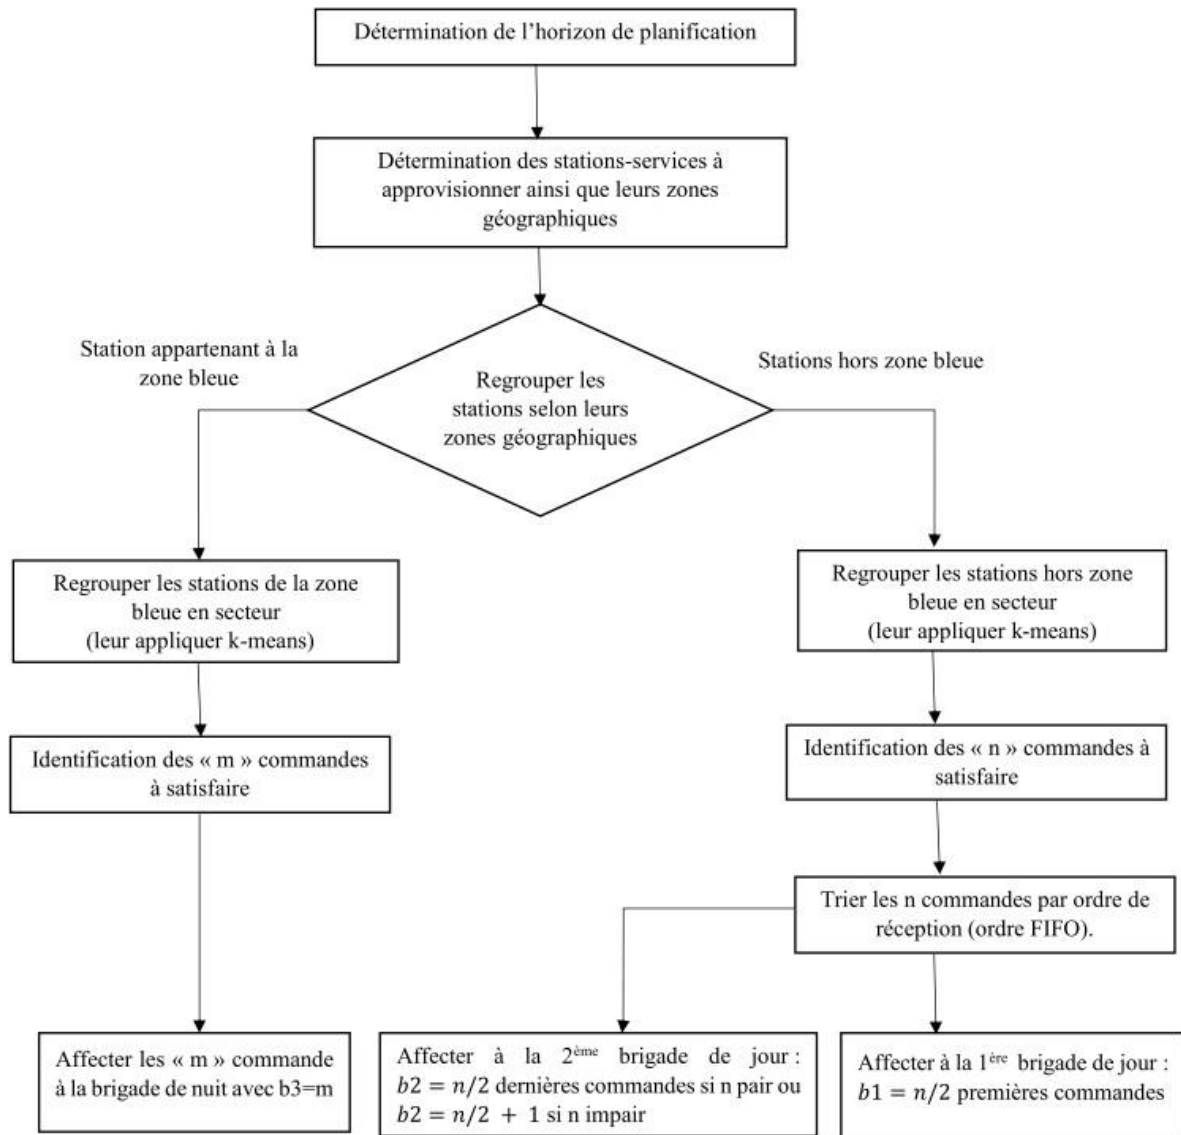 Détermination de l'horizon de planification
Détermination des stations-services à
approvisionner ainsi que leurs zones
géographiques
Station appartenant à la
zone bleue
Stations hors zone bleue
Regrouper les
stations selon leurs
zones géographiques
Regrouper les stations de la zone
bleue en secteur
(leur appliquer k-means)
Regrouper les stations hors zone
bleue en secteur
(leur appliquer k-means)
Identification des « m » commandes
à satisfaire
Identification des « n » commandes à
satisfaire
Trier les n commandes par ordre de
réception (ordre FIFO).
Affecter les « m » commande
à la brigade de nuit avec b3=m
Affecter à la 2ème brigade de jour :
b2 = n/2 dernières commandes si n pair ou
b2 = n/2 + 1 si n impair
Affecter à la 1ère brigade de jour :
b1 = n/2 premières commandes